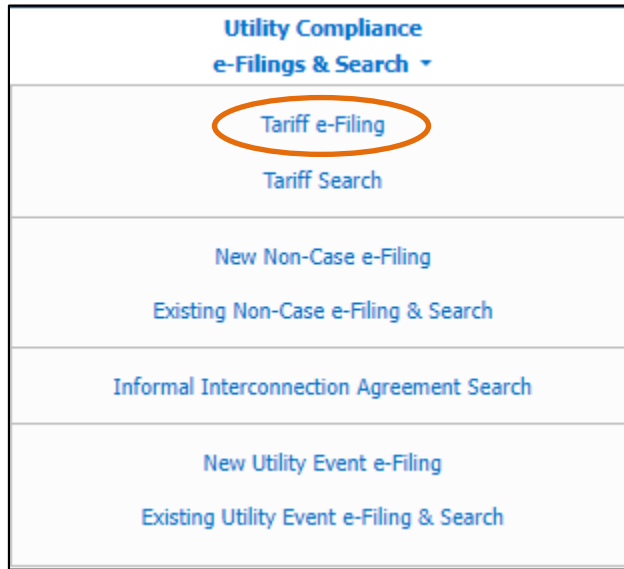 Utility Compliance
e-Filings & Search
Tariff e-Filing
Tariff Search
New Non-Case e-Filing
Existing Non-Case e-Filing & Search
Informal Interconnection Agreement Search
New Utility Event e-Filing
Existing Utility Event e-Filing & Search